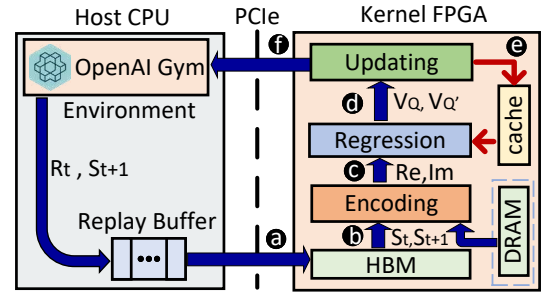 Host CPU
PCIe
Kernel FPGA
OpenAI Gym
Environment
Rt , St+1
Replay Buffer
a
f
Updating
e
d
VQ, VQ'
cache
Regression
c
Re,Im
Encoding
b
St,St+1
DRAM
HBM